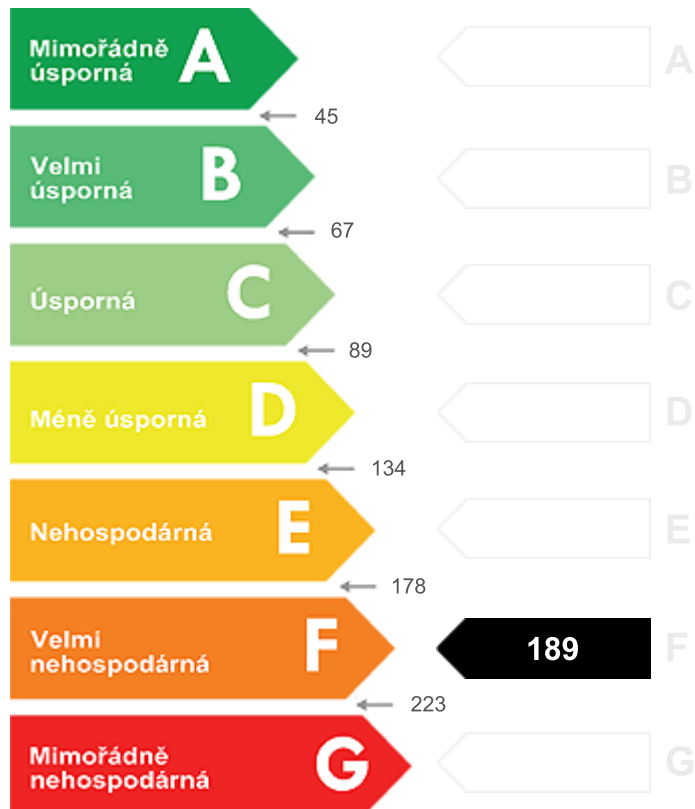 Mimořádně
úsporná
A
A
45
Velmi
úsporná
B
B
67
Úsporná
C
C
89
Méně úsporná
D
D
134
Nehospodárná
E
E
178
Velmi
nehospodárná
F
189
F
223
Mimořádně
nehospodárná
G
G